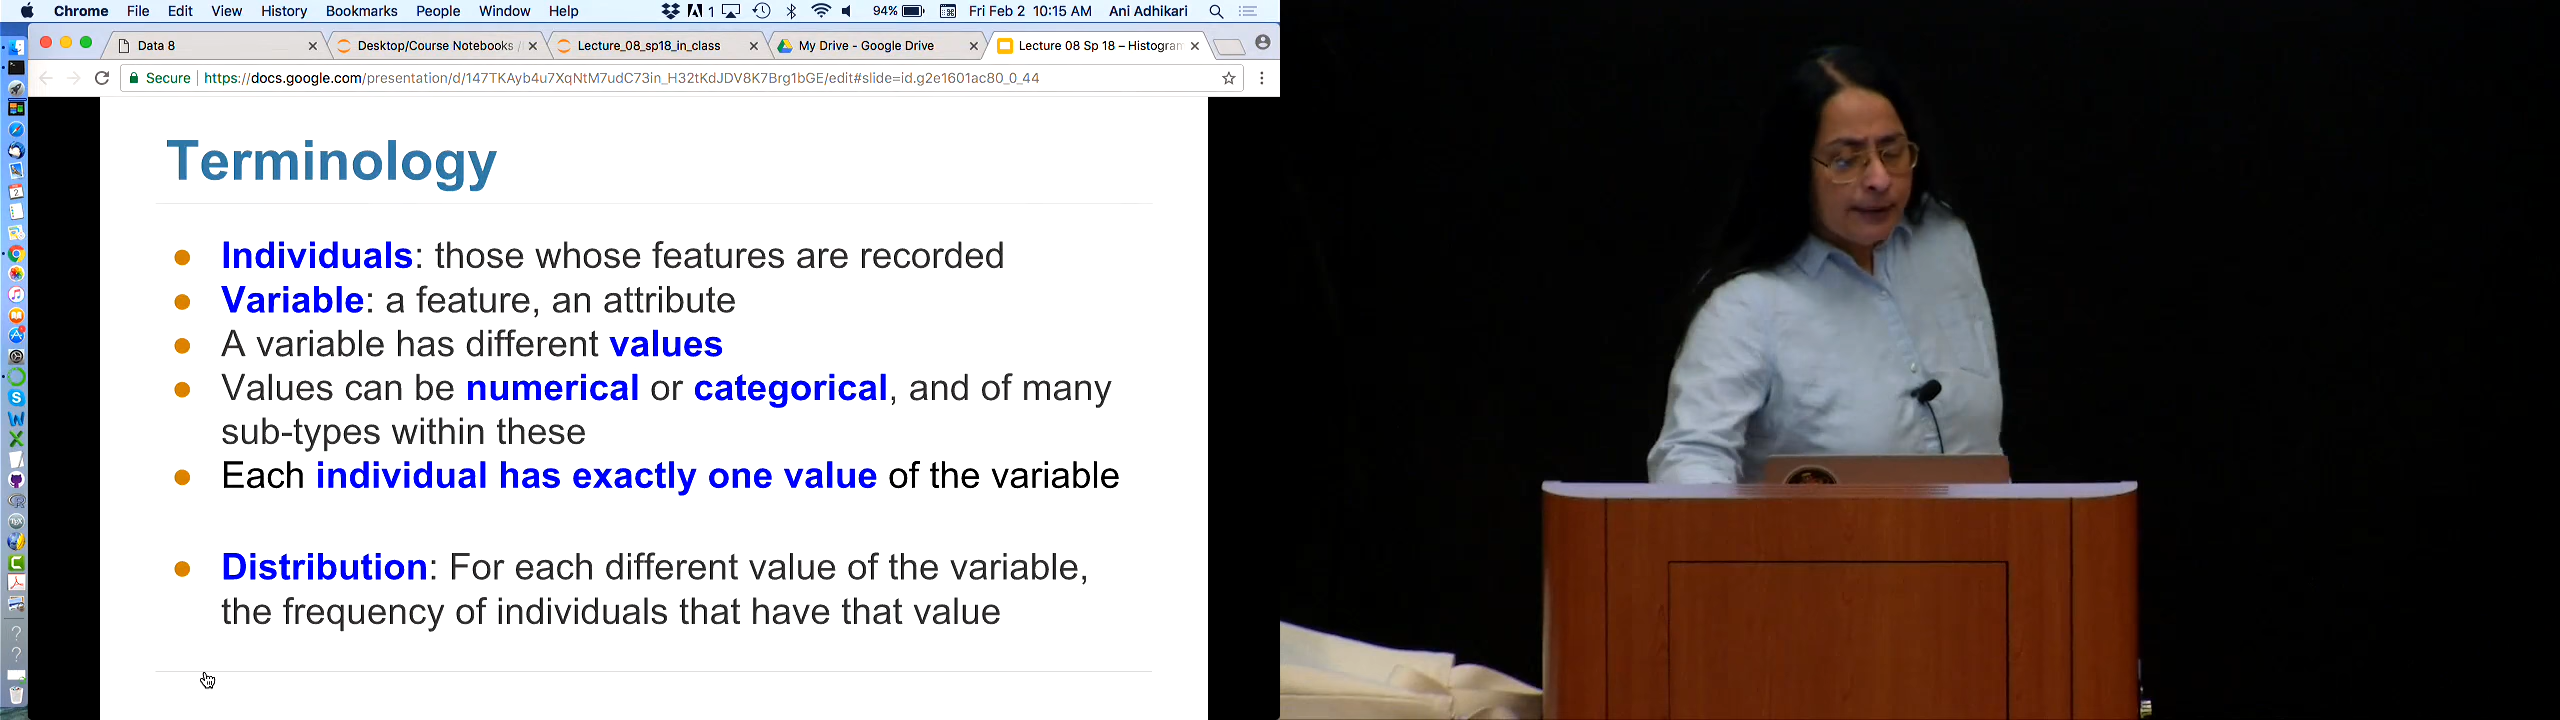 Chrome File Edit View History Bookmarks People Window Help 1 94% Fri Feb 2 10:15 AM Ani Adhikari
Data 8 Desktop/Course Notebooks / Lecture_08_sp18_in_class My Drive - Google Drive Lecture 08 Sp 18 – Histogram
Secure https://docs.google.com/presentation/d/147TKAyb4u7XqNtM7udC73in_H32tKdJDV8K7Brg1bGE/edit#slide=id.g2e1601ac80_0_44
Terminology
● Individuals: those whose features are recorded
● Variable: a feature, an attribute
● A variable has different values
● Values can be numerical or categorical, and of many
sub-types within these
● Each individual has exactly one value of the variable
● Distribution: For each different value of the variable,
the frequency of individuals that have that value